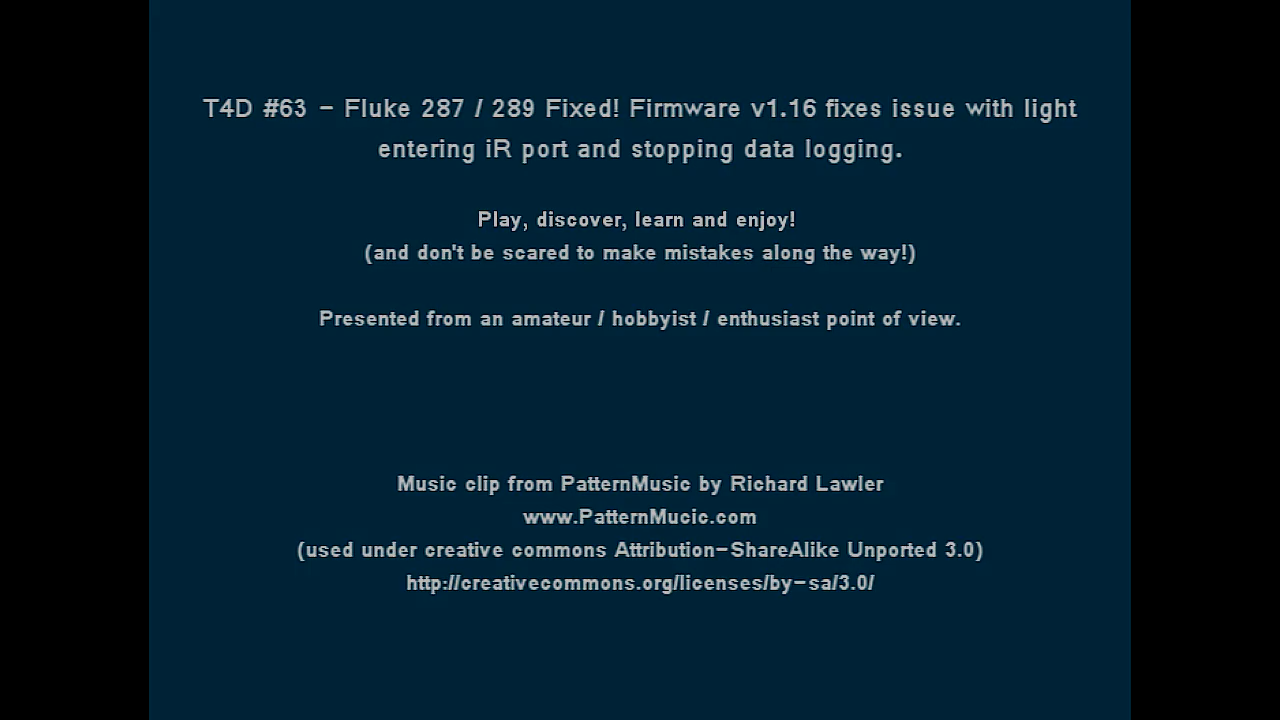 T4D #63 - Fluke 287 / 289 Fixed! Firmware v1.16 fixes issue with light
entering iR port and stopping data logging.
Play, discover, learn and enjoy!
(and don't be scared to make mistakes along the way!)
Presented from an amateur / hobbyist / enthusiast point of view.
Music clip from PatternMusic by Richard Lawler
www.PatternMucic.com
(used under creative commons Attribution-ShareAlike Unported 3.0)
http://creativecommons.org/licenses/by-sa/3.0/